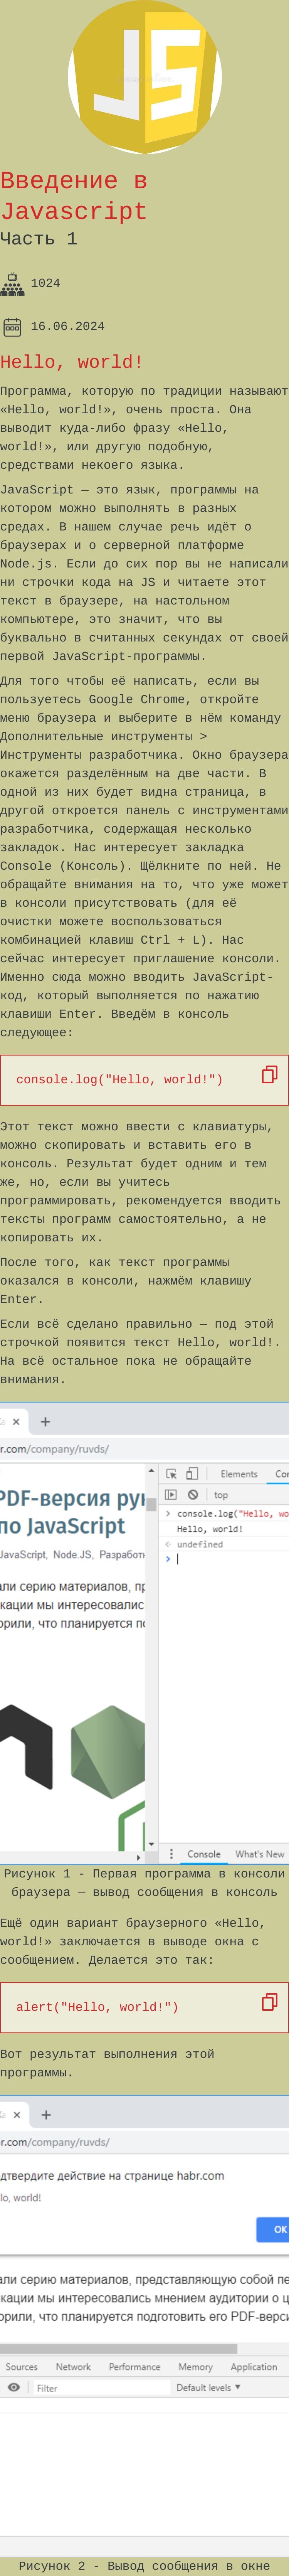 JS
Введение в
Javascript
Часть 1
1024
16.06.2024
Hello, world!
Программа, которую по традиции называют
«Hello, world!», очень проста. Она
выводит куда-либо фразу «Hello,
world!», или другую подобную,
средствами некоего языка.
JavaScript — это язык, программы на
котором можно выполнять в разных
средах. В нашем случае речь идёт о
браузерах и о серверной платформе
Node.js. Если до сих пор вы не написали
ни строчки кода на JS и читаете этот
текст в браузере, на настольном
компьютере, это значит, что вы
буквально в считанных секундах от своей
первой JavaScript-программы.
Для того чтобы её написать, если вы
пользуетесь Google Chrome, откройте
меню браузера и выберите в нём команду
Дополнительные инструменты >
Инструменты разработчика. Окно браузера
окажется разделённым на две части. В
одной из них будет видна страница, в
другой откроется панель с инструментами
разработчика, содержащая несколько
закладок. Нас интересует закладка
Console (Консоль). Щёлкните по ней. Не
обращайте внимания на то, что уже может
в консоли присутствовать (для её
очистки можете воспользоваться
комбинацией клавиш Ctrl + L). Нас
сейчас интересует приглашение консоли.
Именно сюда можно вводить JavaScript-
код, который выполняется по нажатию
клавиши Enter. Введём в консоль
следующее:
console.log("Hello, world!")
Этот текст можно ввести с клавиатуры,
можно скопировать и вставить его в
консоль. Результат будет одним и тем
же, но, если вы учитесь
программировать, рекомендуется вводить
тексты программ самостоятельно, а не
копировать их.
После того, как текст программы
оказался в консоли, нажмём клавишу
Enter.
Если всё сделано правильно — под этой
строчкой появится текст Hello, world!.
На всё остальное пока не обращайте
внимания.
r.com/company/ruvds/
Elements Co
top
PDF-версия ру
по JavaScript
console.log("Hello, wo
Hello, world!
undefined
JavaScript, Node.JS, Разработ
али серию материалов, п
кации мы интересовалис
орили, что планируется п
Console What's New
Рисунок 1 - Первая программа в консоли
браузера — вывод сообщения в консоль
Ещё один вариант браузерного «Hello,
world!» заключается в выводе окна с
сообщением. Делается это так:
alert("Hello, world!")
Вот результат выполнения этой
программы.
r.com/company/ruvds/
дтвердите действие на странице habr.com
lo, world!
OK
али серию материалов, представляющую собой пе
кации мы интересовались мнением аудитории о ц
орили, что планируется подготовить его PDF-верси
Sources Network Performance Memory Application
Filter Default levels ▼
Рисунок 2 - Вывод сообщения в окне